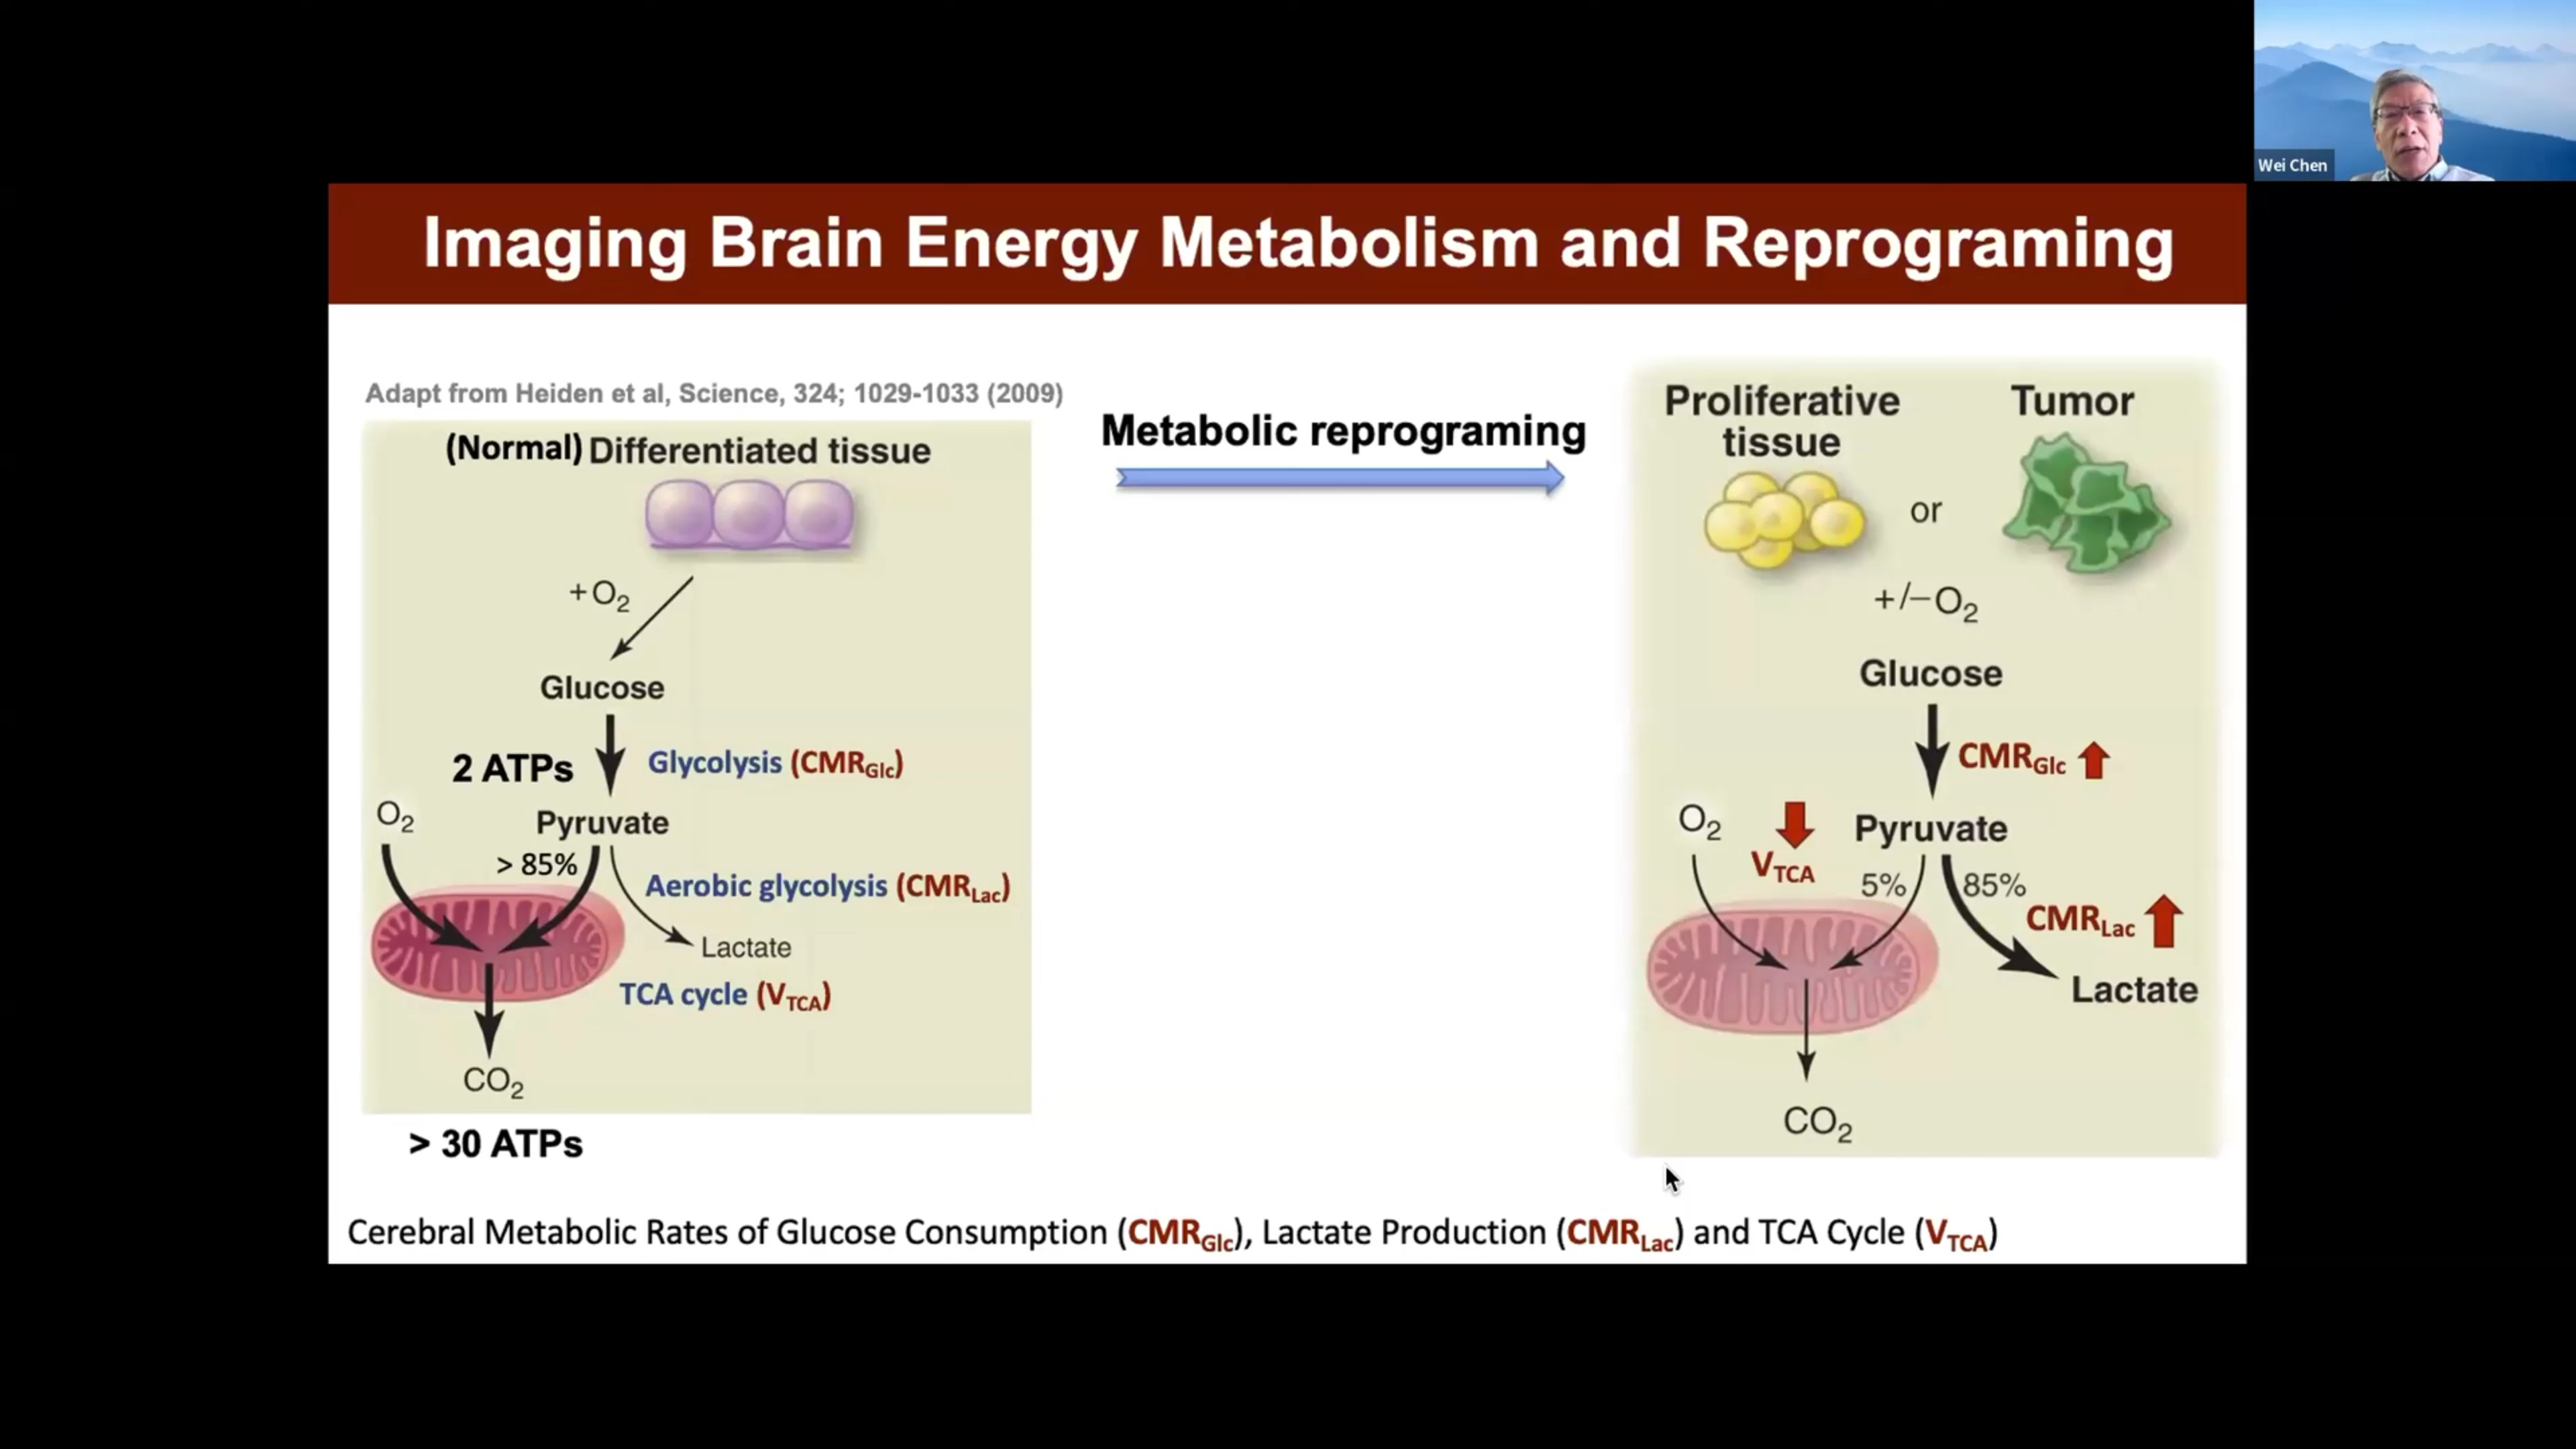 Wei Chen
Imaging Brain Energy Metabolism and Reprograming
Adapt from Heiden et al, Science, 324; 1029-1033 (2009)
(Normal) Differentiated tissue
+O2
Glucose
2 ATPs
Glycolysis (CMRGlc)
O2
Pyruvate
> 85%
Aerobic glycolysis (CMRLac)
Lactate
TCA cycle (VTCA)
CO2
> 30 ATPs
Metabolic reprograming
Proliferative
tissue
or
Tumor
+/−O2
Glucose
CMRGlc
O2
VTCA
Pyruvate
5%
85%
CMRLac
Lactate
CO2
Cerebral Metabolic Rates of Glucose Consumption (CMRGlc), Lactate Production (CMRLac) and TCA Cycle (VTCA)